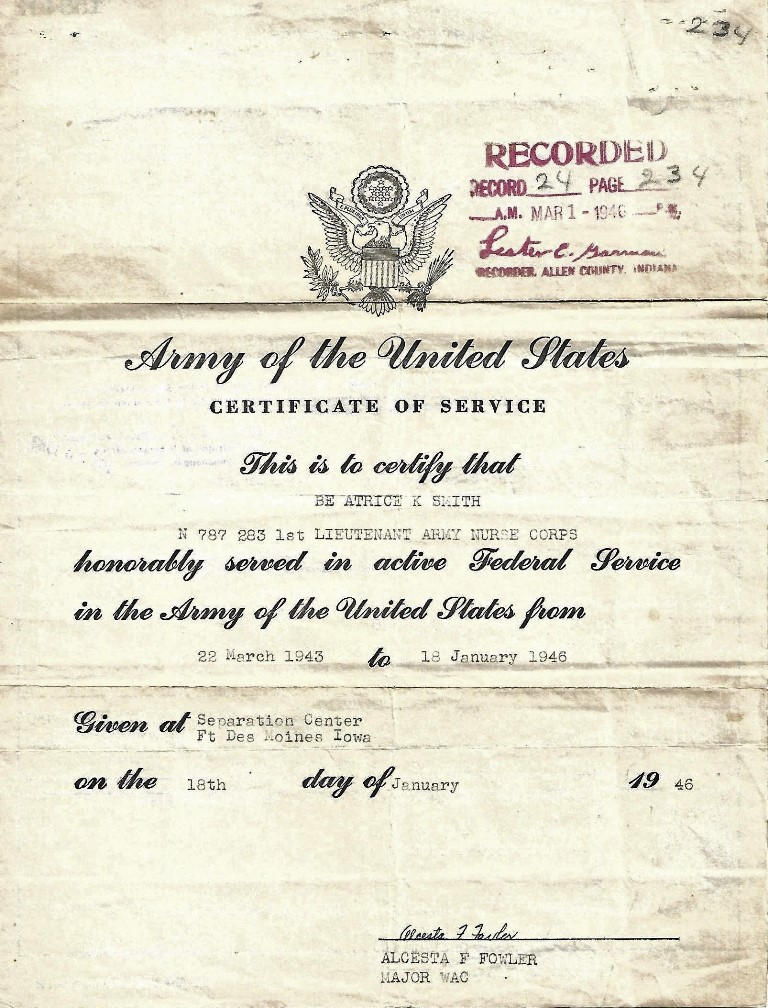 234
RECORDED
RECORD 24 PAGE 234
A.M. MAR 1 - 1946 P.M.
Lester C.
RECORDER, ALLEN COUNTY, INDIANA
Army of the United States
CERTIFICATE OF SERVICE
This is to certify that
BE ATRICE K SMITH
N 787 283 1st LIEUTENANT ARMY NURSE CORPS
honorably served in active Federal Service
in the Army of the United States from
22 March 1943 to 18 January 1946
Given at Separation Center
Ft Des Moines Iowa
on the 18th day of January 19 46
Alcesta F Fowler
ALCESTA F FOWLER
MAJOR WAC